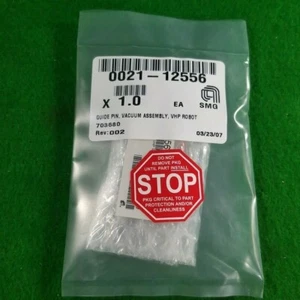 0021-12556
x 1.0
EA
SMG
GUIDE PIN, VACUUM ASSEMBLY, VHP ROBOT
703680
Rev:002
03/23/07
DO NOT
REMOVE PKG
UNTIL PART INSTALL
STOP
PKG CRITICAL TO PART
PROTECTION AND/OR
CLEANLINESS